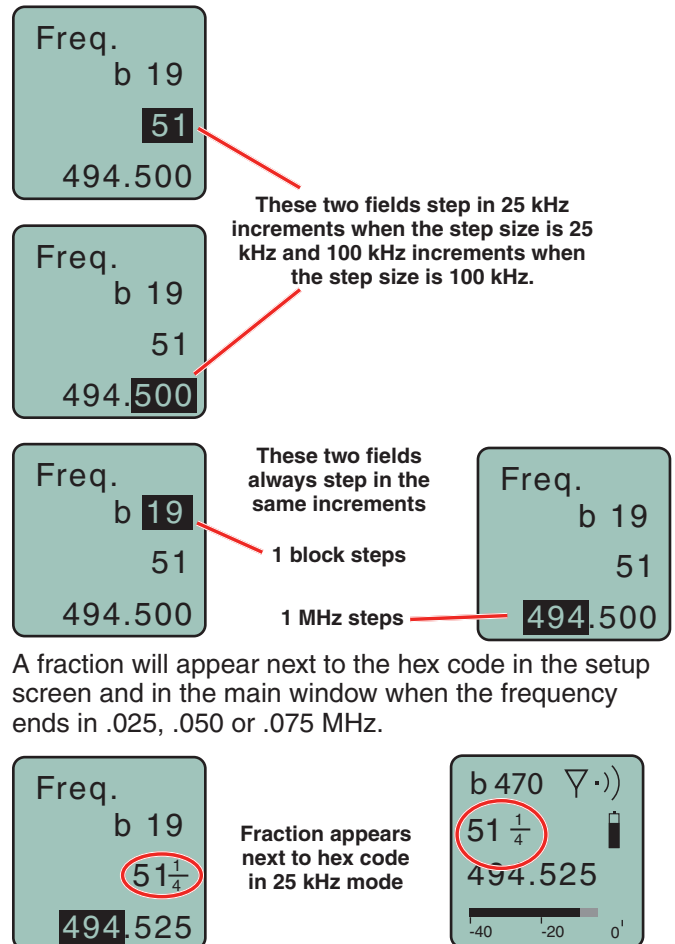 Freq.
b 19
51
494.500
These two fields step in 25 kHz
increments when the step size is 25
kHz and 100 kHz increments when
the step size is 100 kHz.
Freq.
b 19
51
494.500
Freq.
b 19
51
494.500
These two fields
always step in the
same increments
1 block steps
1 MHz steps
Freq.
b 19
51
494.500
A fraction will appear next to the hex code in the setup
screen and in the main window when the frequency
ends in .025, .050 or .075 MHz.
Freq.
b 19
51 1/4
494.525
Fraction appears
next to hex code
in 25 kHz mode
b 470
51 1/4
494.525
-40 -20 0'